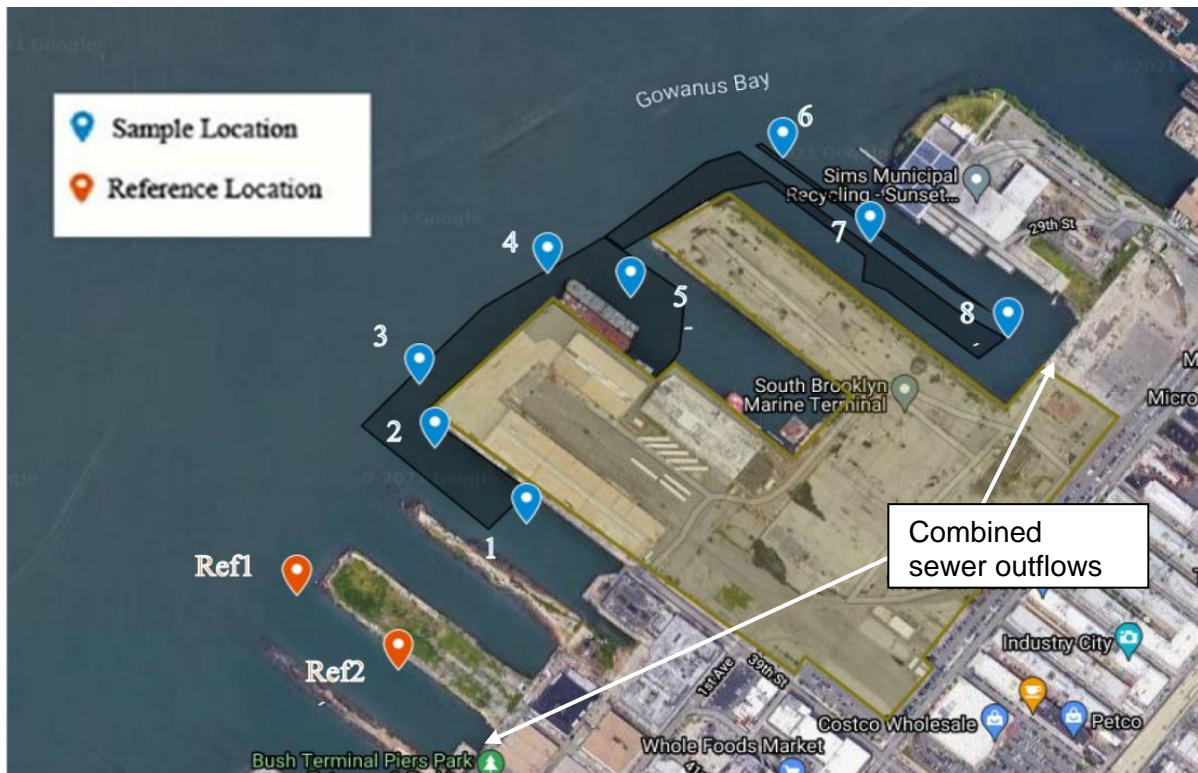 Gowanus Bay
Sample Location
Reference Location
6
Sims Municipal
Recycling - Sunset...
29th St
7
4
5
8
3
South Brooklyn
Marine Terminal
2
1
Combined
sewer outflows
Ref1
Ref2
Industry City
1st Ave
39th St
Costco Wholesale
Petco
Whole Foods Market
Bush Terminal Piers Park